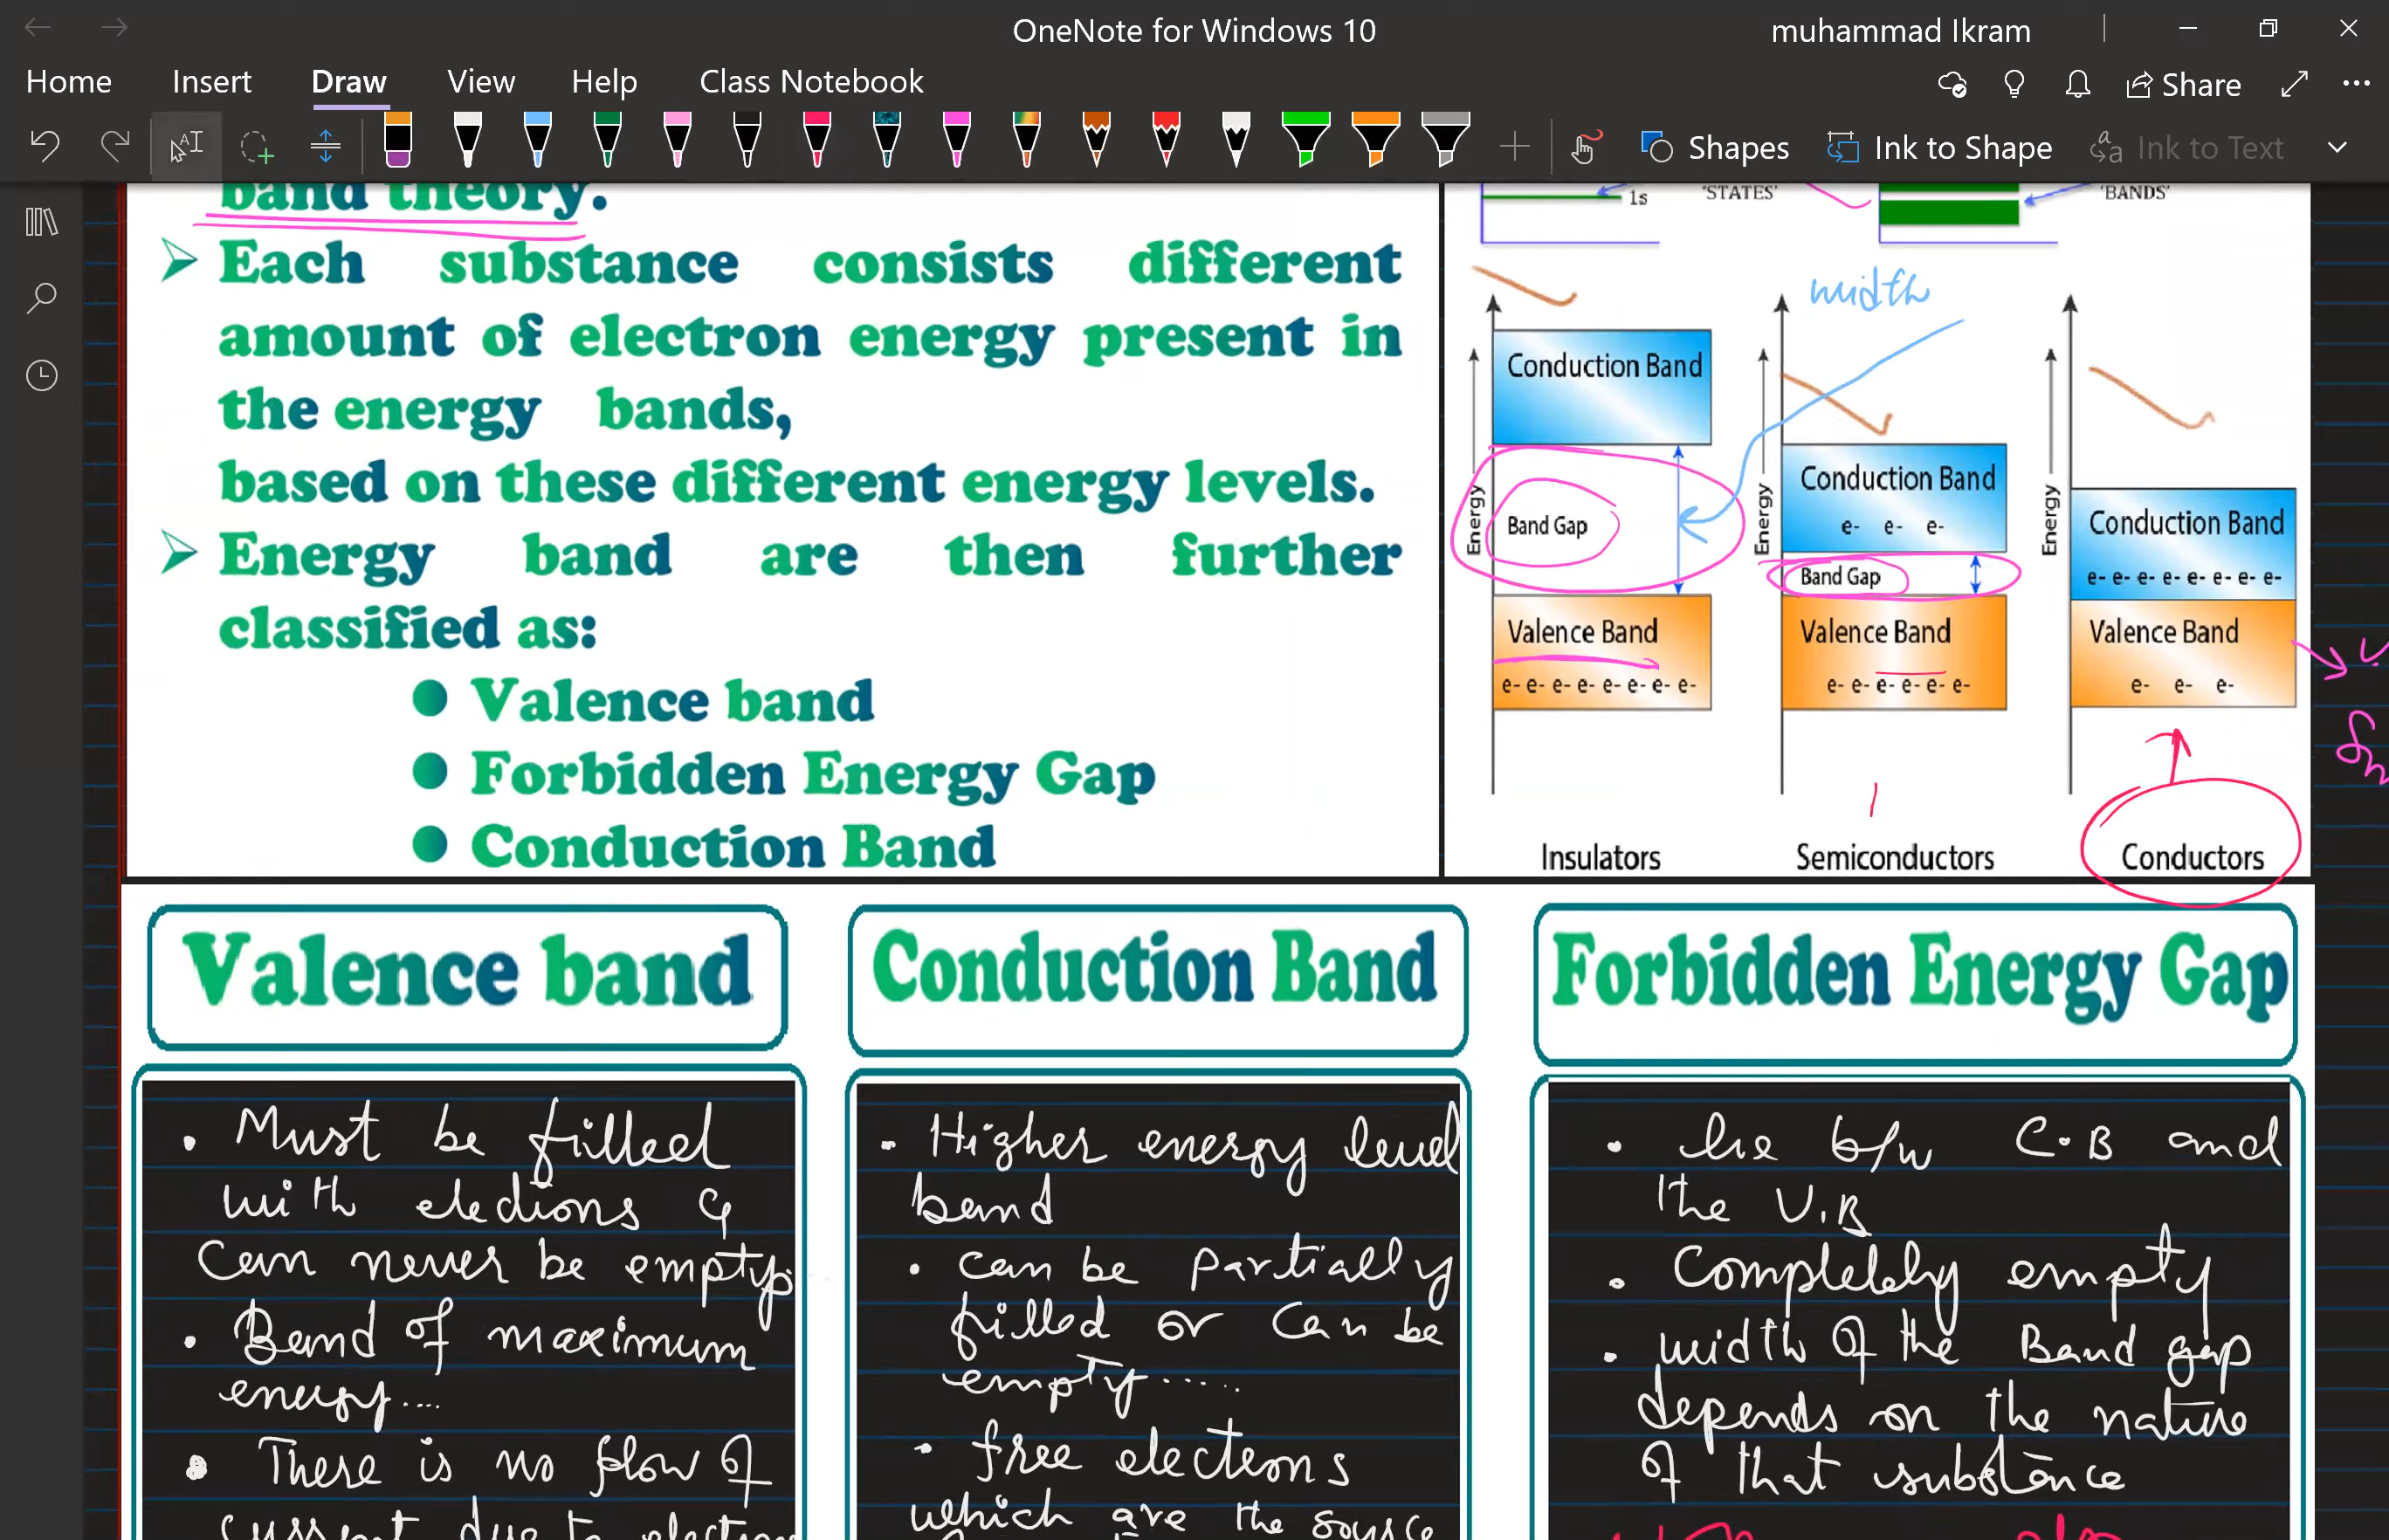 OneNote for Windows 10
muhammad Ikram
Home Insert Draw View Help Class Notebook
Share
Shapes Ink to Shape Ink to Text
band theory.
Each substance consists different
amount of electron energy present in
the energy bands,
based on these different energy levels.
Energy band are then further
classified as:
Valence band
Forbidden Energy Gap
Conduction Band
1s
'STATES'
'BANDS'
width
Energy
Conduction Band
Band Gap
Valence Band
e- e- e- e- e- e- e- e-
Insulators
Energy
Conduction Band
e- e- e-
Band Gap
Valence Band
e- e- e- e- e- e-
Semiconductors
Energy
Conduction Band
e- e- e- e- e- e- e- e-
Valence Band
e- e- e-
Conductors
Valence band
• Must be filled
with electrons &
Can never be empty.
• Band of maximum
energy...
• There is no flow of
current due to
Conduction Band
• Higher energy level
band
• can be Partially
filled or can be
empty.....
• free electrons
which are the source
Forbidden Energy Gap
• lie b/w C.B and
the V.B
• Completely empty
• width of the Band gap
depends on the nature
of that substance